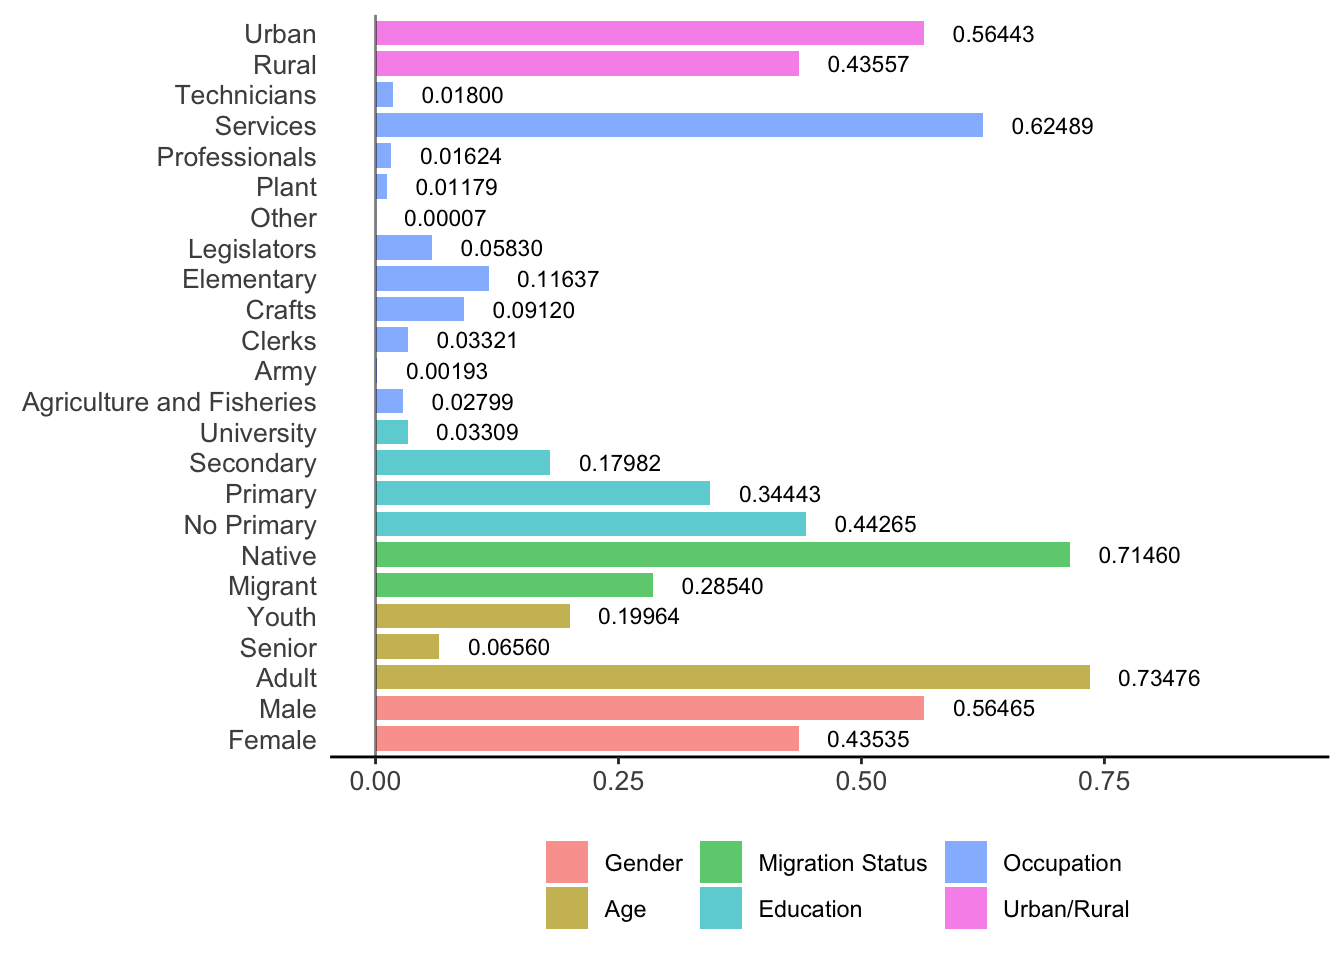 Urban 0.56443
Rural 0.43557
Technicians 0.01800
Services 0.62489
Professionals 0.01624
Plant 0.01179
Other 0.00007
Legislators 0.05830
Elementary 0.11637
Crafts 0.09120
Clerks 0.03321
Army 0.00193
Agriculture and Fisheries 0.02799
University 0.03309
Secondary 0.17982
Primary 0.34443
No Primary 0.44265
Native 0.71460
Migrant 0.28540
Youth 0.19964
Senior 0.06560
Adult 0.73476
Male 0.56465
Female 0.43535
0.00 0.25 0.50 0.75
Gender Migration Status Occupation
Age Education Urban/Rural